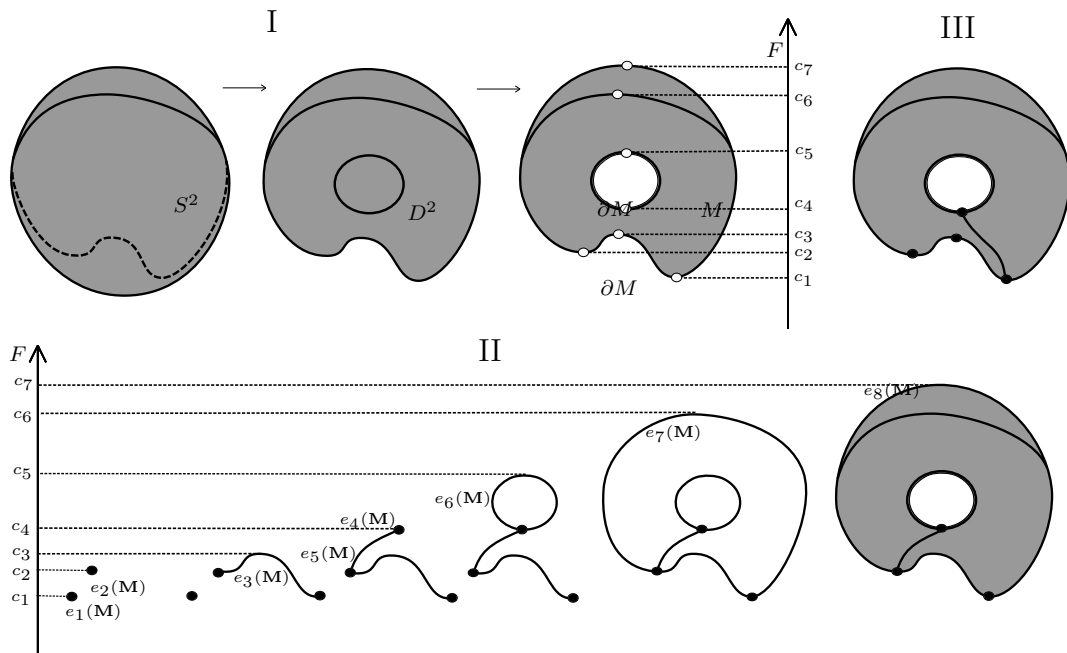 I
III
F
c₇
c₆
c₅
S²
D²
∂M
M
c₄
c₃
c₂
c₁
∂M
II
F
c₇
e₈(M)
c₆
e₇(M)
c₅
e₆(M)
c₄
e₄(M)
c₃
e₅(M)
c₂
e₃(M)
e₂(M)
c₁
e₁(M)